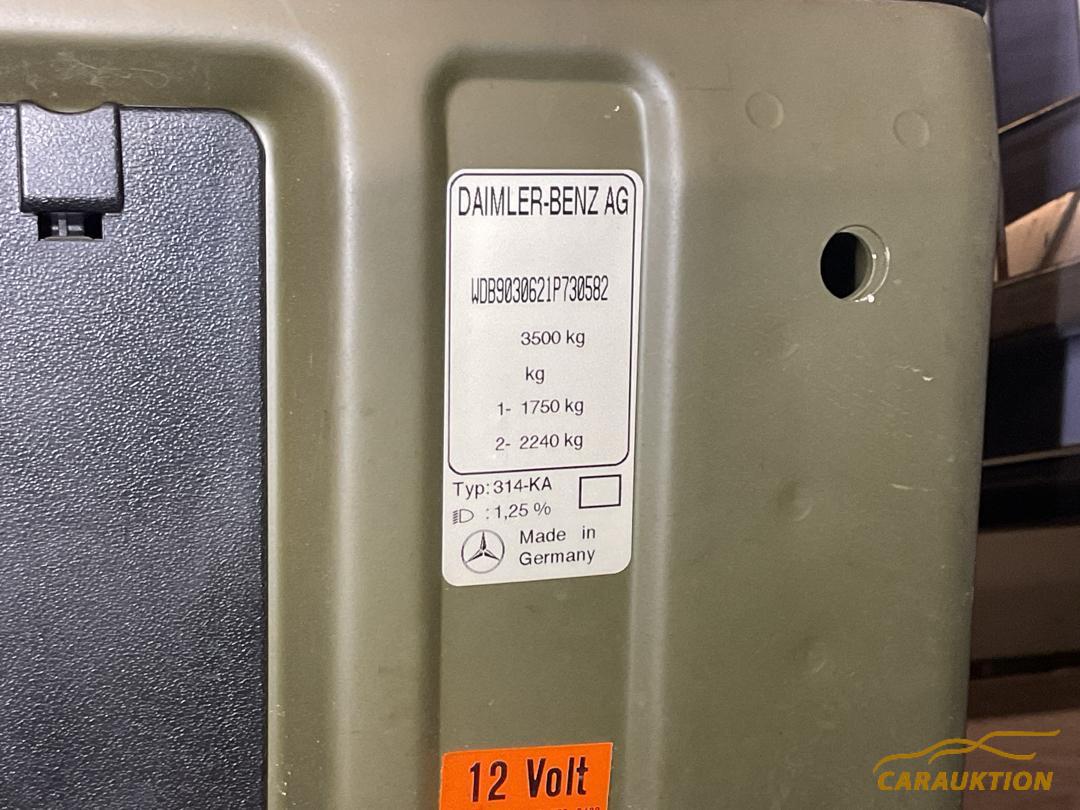 DAIMLER-BENZ AG
WDB9030621P730582
3500 kg
kg
1- 1750 kg
2- 2240 kg
Typ: 314-KA
: 1,25 %
Made in
Germany
12 Volt
CARAUKTION